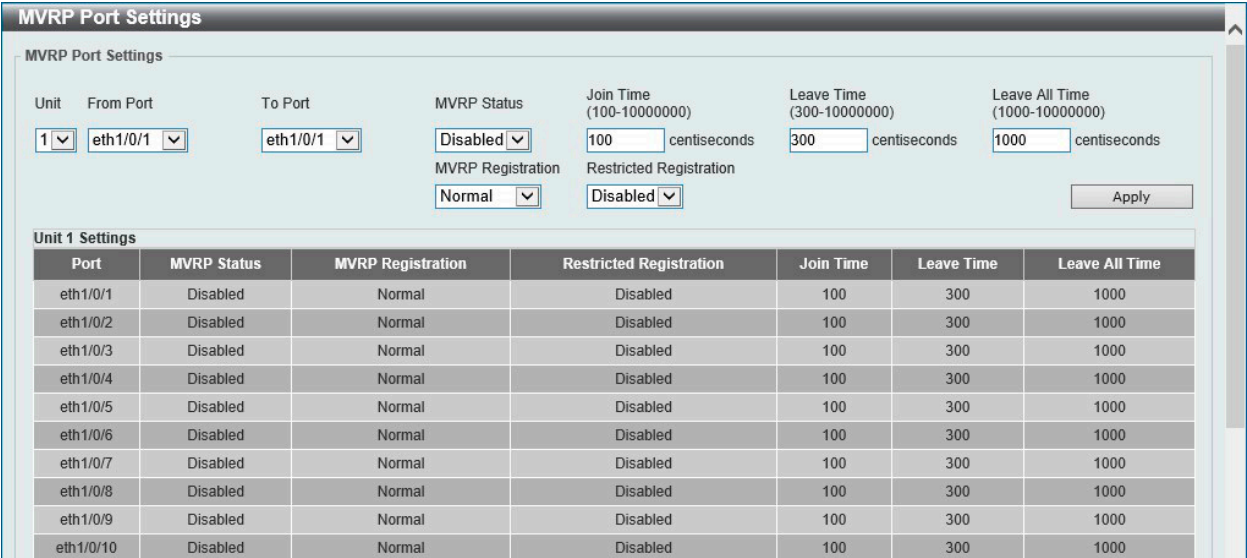 MVRP Port Settings
MVRP Port Settings
Unit From Port To Port MVRP Status Join Time (100-10000000) Leave Time (300-10000000) Leave All Time (1000-10000000)
1 eth1/0/1 eth1/0/1 Disabled 100 centiseconds 300 centiseconds 1000 centiseconds
MVRP Registration Restricted Registration
Normal Disabled Apply
Unit 1 Settings
Port MVRP Status MVRP Registration Restricted Registration Join Time Leave Time Leave All Time
eth1/0/1 Disabled Normal Disabled 100 300 1000
eth1/0/2 Disabled Normal Disabled 100 300 1000
eth1/0/3 Disabled Normal Disabled 100 300 1000
eth1/0/4 Disabled Normal Disabled 100 300 1000
eth1/0/5 Disabled Normal Disabled 100 300 1000
eth1/0/6 Disabled Normal Disabled 100 300 1000
eth1/0/7 Disabled Normal Disabled 100 300 1000
eth1/0/8 Disabled Normal Disabled 100 300 1000
eth1/0/9 Disabled Normal Disabled 100 300 1000
eth1/0/10 Disabled Normal Disabled 100 300 1000